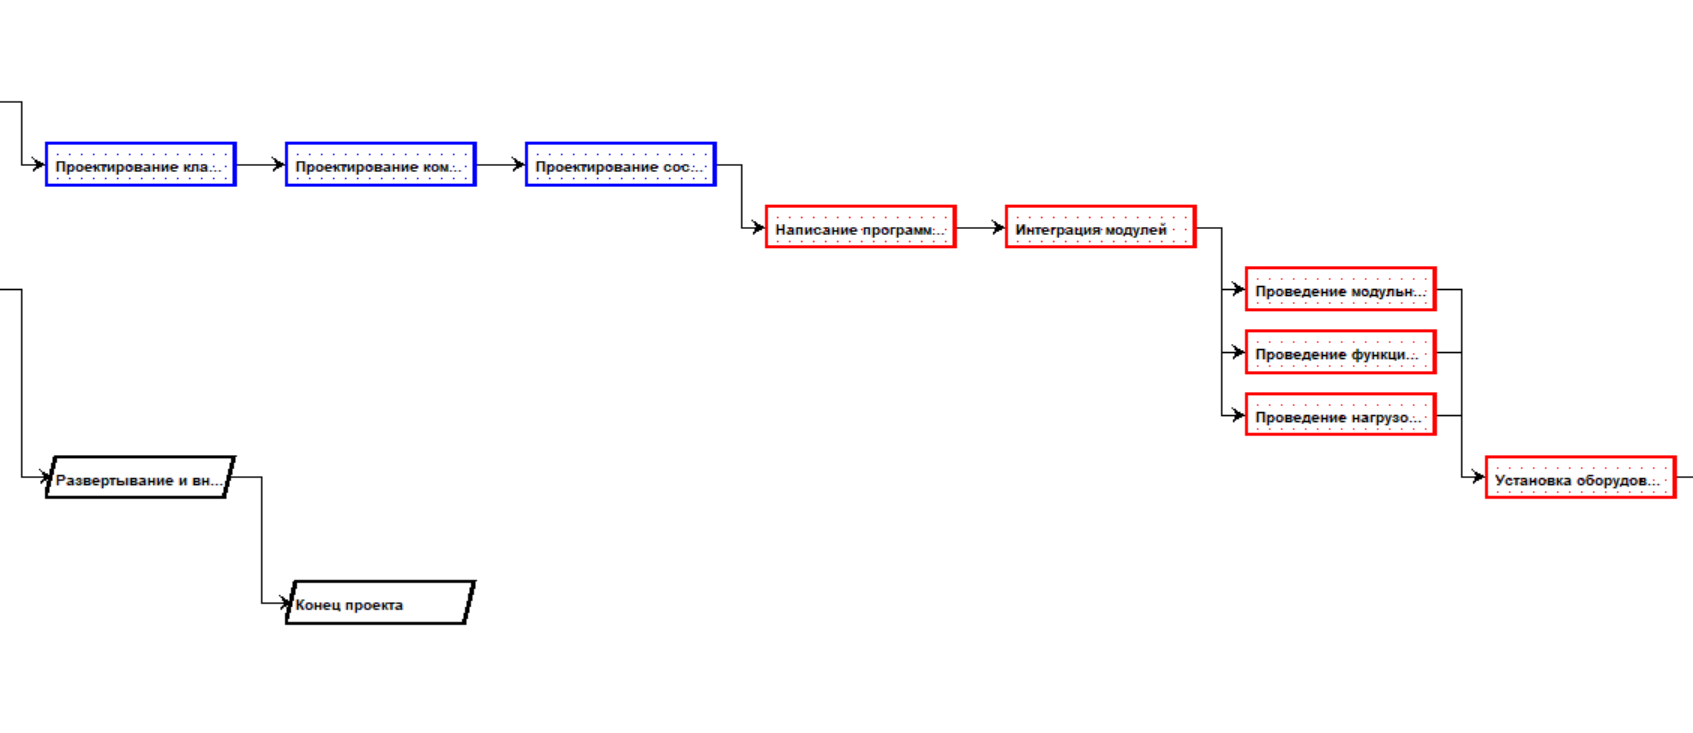 Проектирование кла...
Проектирование ком...
Проектирование сос...
Написание программ...
Интеграция модулей
Проведение модульн...
Проведение функци...
Проведение нагрузо...
Развертывание и вн...
Установка оборудов...
Конец проекта